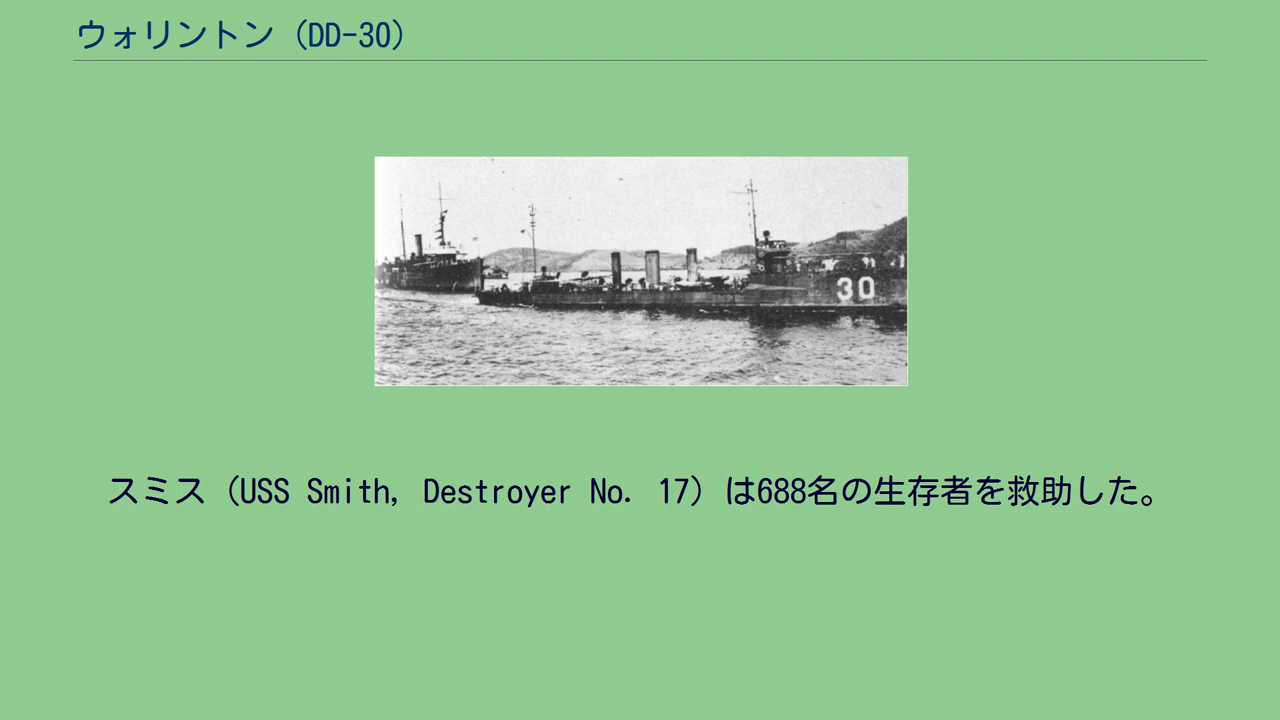 ウォリントン（DD-30）
30
スミス（USS Smith, Destroyer No. 17）は688名の生存者を救助した。